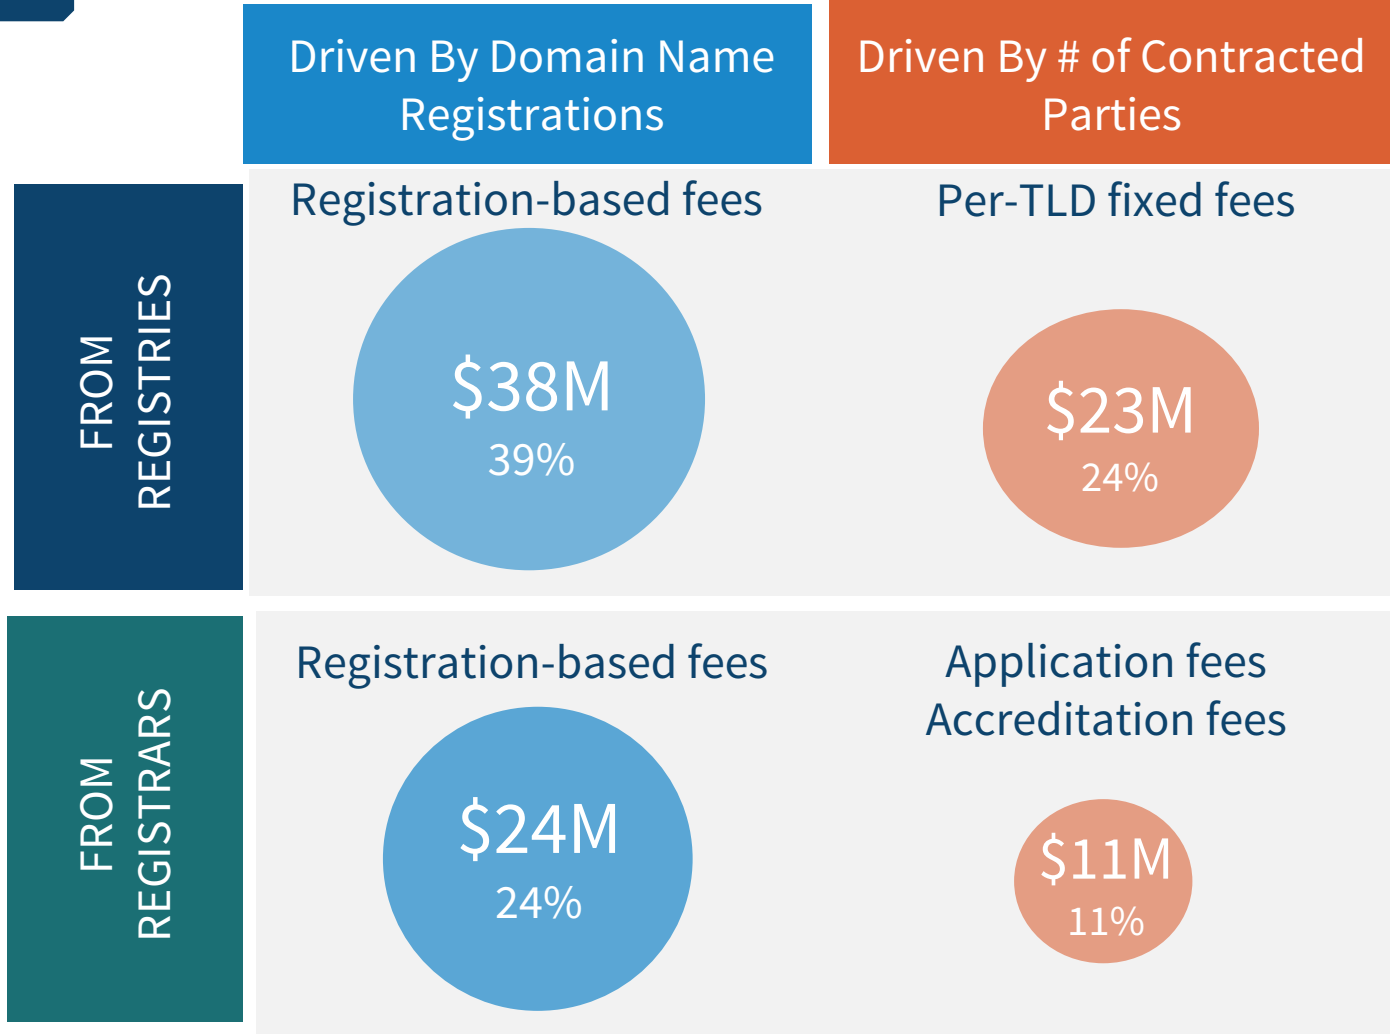 Driven By Domain Name
Registrations
Driven By # of Contracted
Parties
FROM
REGISTRIES
Registration-based fees
$38M
39%
Per-TLD fixed fees
$23M
24%
FROM
REGISTRARS
Registration-based fees
$24M
24%
Application fees
Accreditation fees
$11M
11%